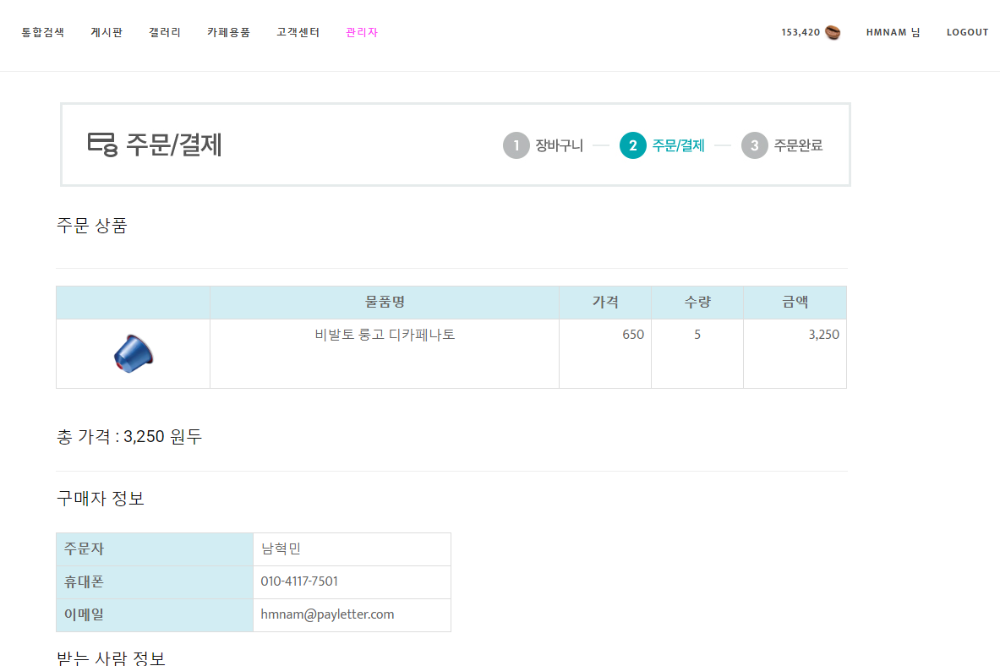 통합검색 게시판 갤러리 카페용품 고객센터 관리자 153,420 HMNAM 님 LOGOUT
주문/결제 1 장바구니 2 주문/결제 3 주문완료
주문 상품
물품명 가격 수량 금액
비발토 룽고 디카페나토 650 5 3,250
총 가격 : 3,250 원두
구매자 정보
주문자 남혁민
휴대폰 010-4117-7501
이메일 hmnam@payletter.com
받는 사람 정보